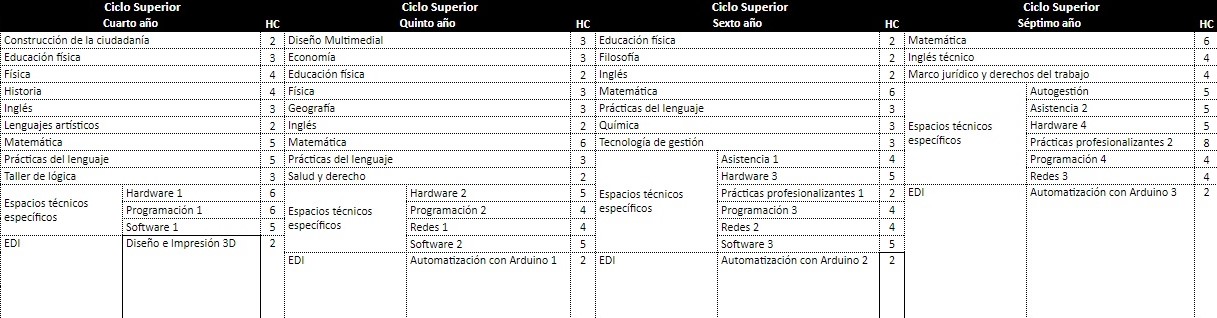 Ciclo Superior
Cuarto año HC
Construcción de la ciudadanía 2
Educación física 3
Física 4
Historia 4
Inglés 3
Lenguajes artísticos 2
Matemática 5
Prácticas del lenguaje 5
Taller de lógica 3
Espacios técnicos específicos
Hardware 1 6
Programación 1 6
Software 1 5
EDI Diseño e Impresión 3D 2
Ciclo Superior
Quinto año HC
Diseño Multimedial 3
Economía 3
Educación física 3
Física 3
Geografía 3
Inglés 2
Matemática 6
Prácticas del lenguaje 3
Salud y derecho 2
Espacios técnicos específicos
Hardware 2 5
Programación 2 4
Redes 1 4
Software 2 5
EDI Automatización con Arduino 1 2
Ciclo Superior
Sexto año HC
Educación física 2
Filosofía 2
Inglés 2
Matemática 6
Prácticas del lenguaje 3
Química 3
Tecnología de gestión 3
Espacios técnicos específicos
Asistencia 1 4
Hardware 3 5
Prácticas profesionalizantes 1 2
Programación 3 4
Redes 2 4
Software 3 5
EDI Automatización con Arduino 2 2
Ciclo Superior
Séptimo año HC
Matemática 6
Inglés técnico 4
Marco jurídico y derechos del trabajo 4
Espacios técnicos específicos
Autogestión 5
Asistencia 2 5
Hardware 4 5
Prácticas profesionalizantes 2 8
Programación 4 4
Redes 3 4
EDI Automatización con Arduino 3 2